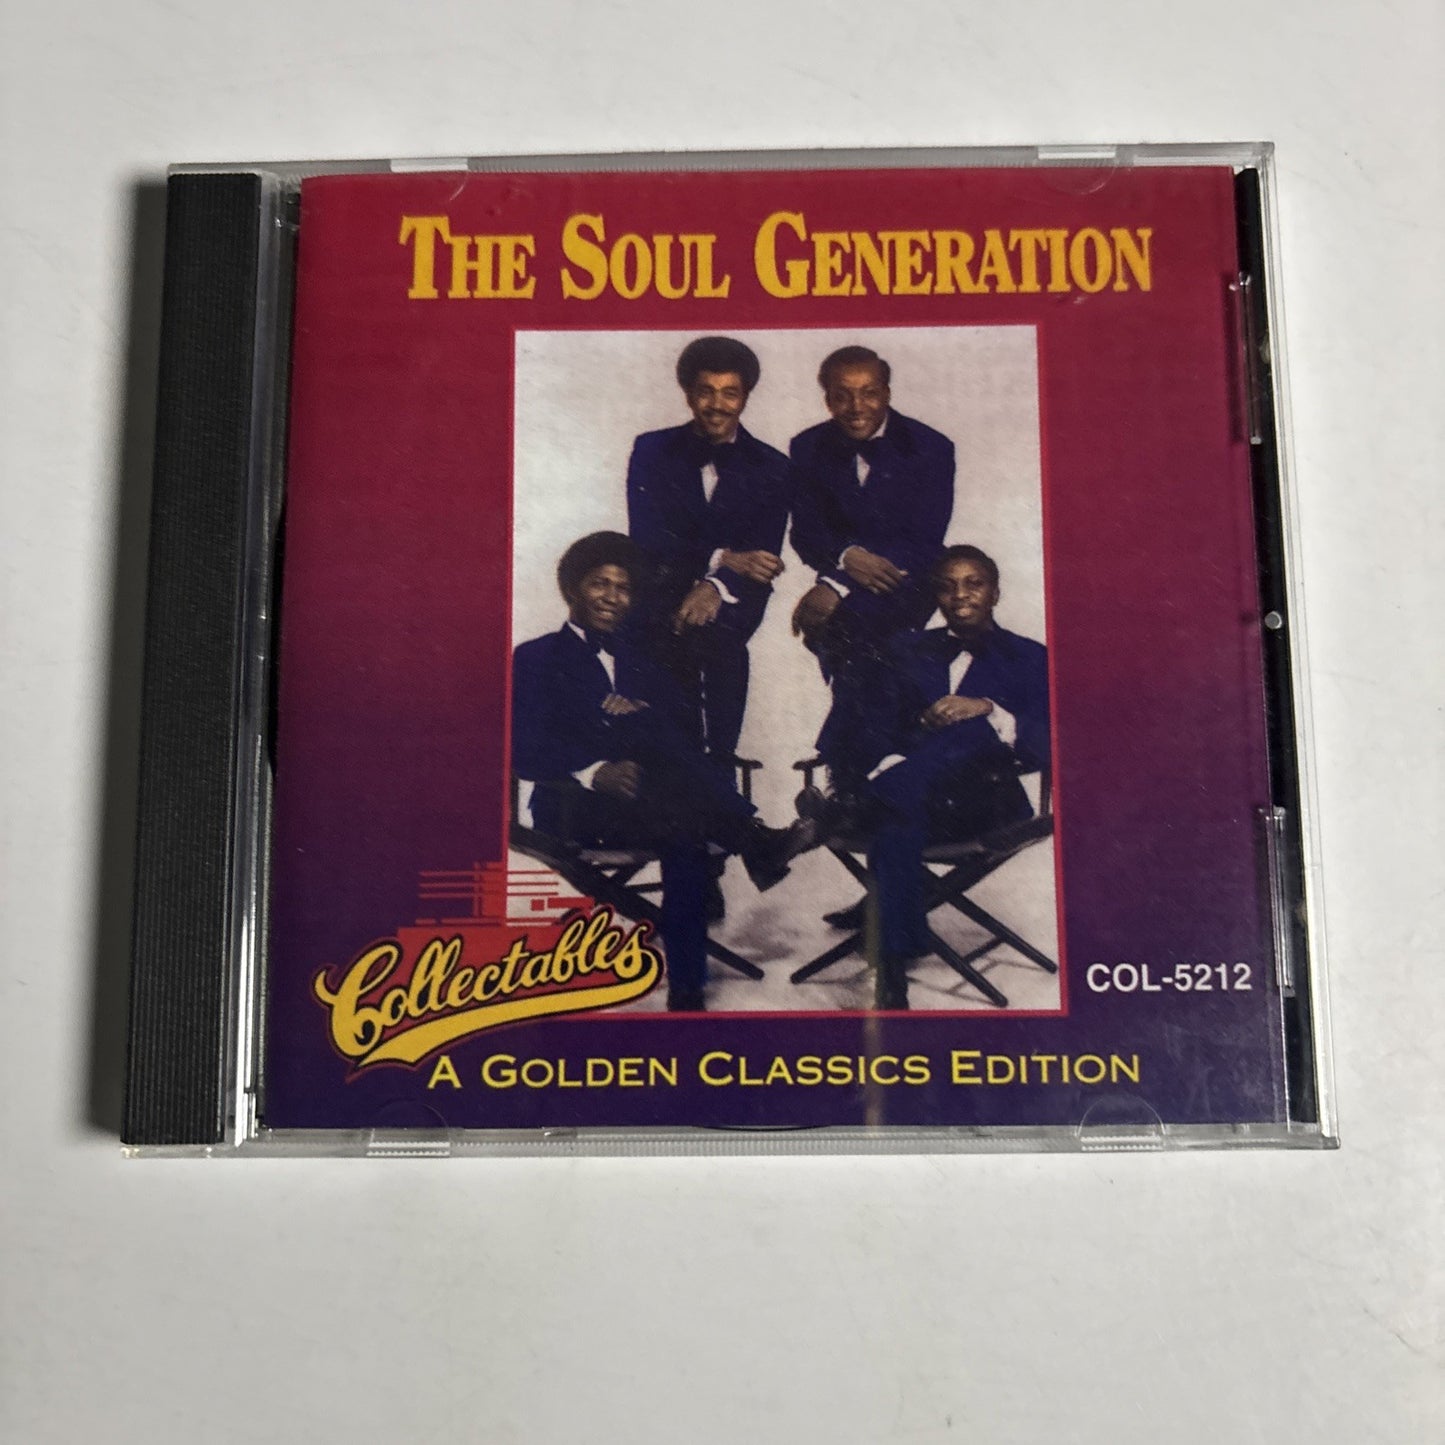 THE SOUL GENERATION
Collectables
COL-5212
A GOLDEN CLASSICS EDITION